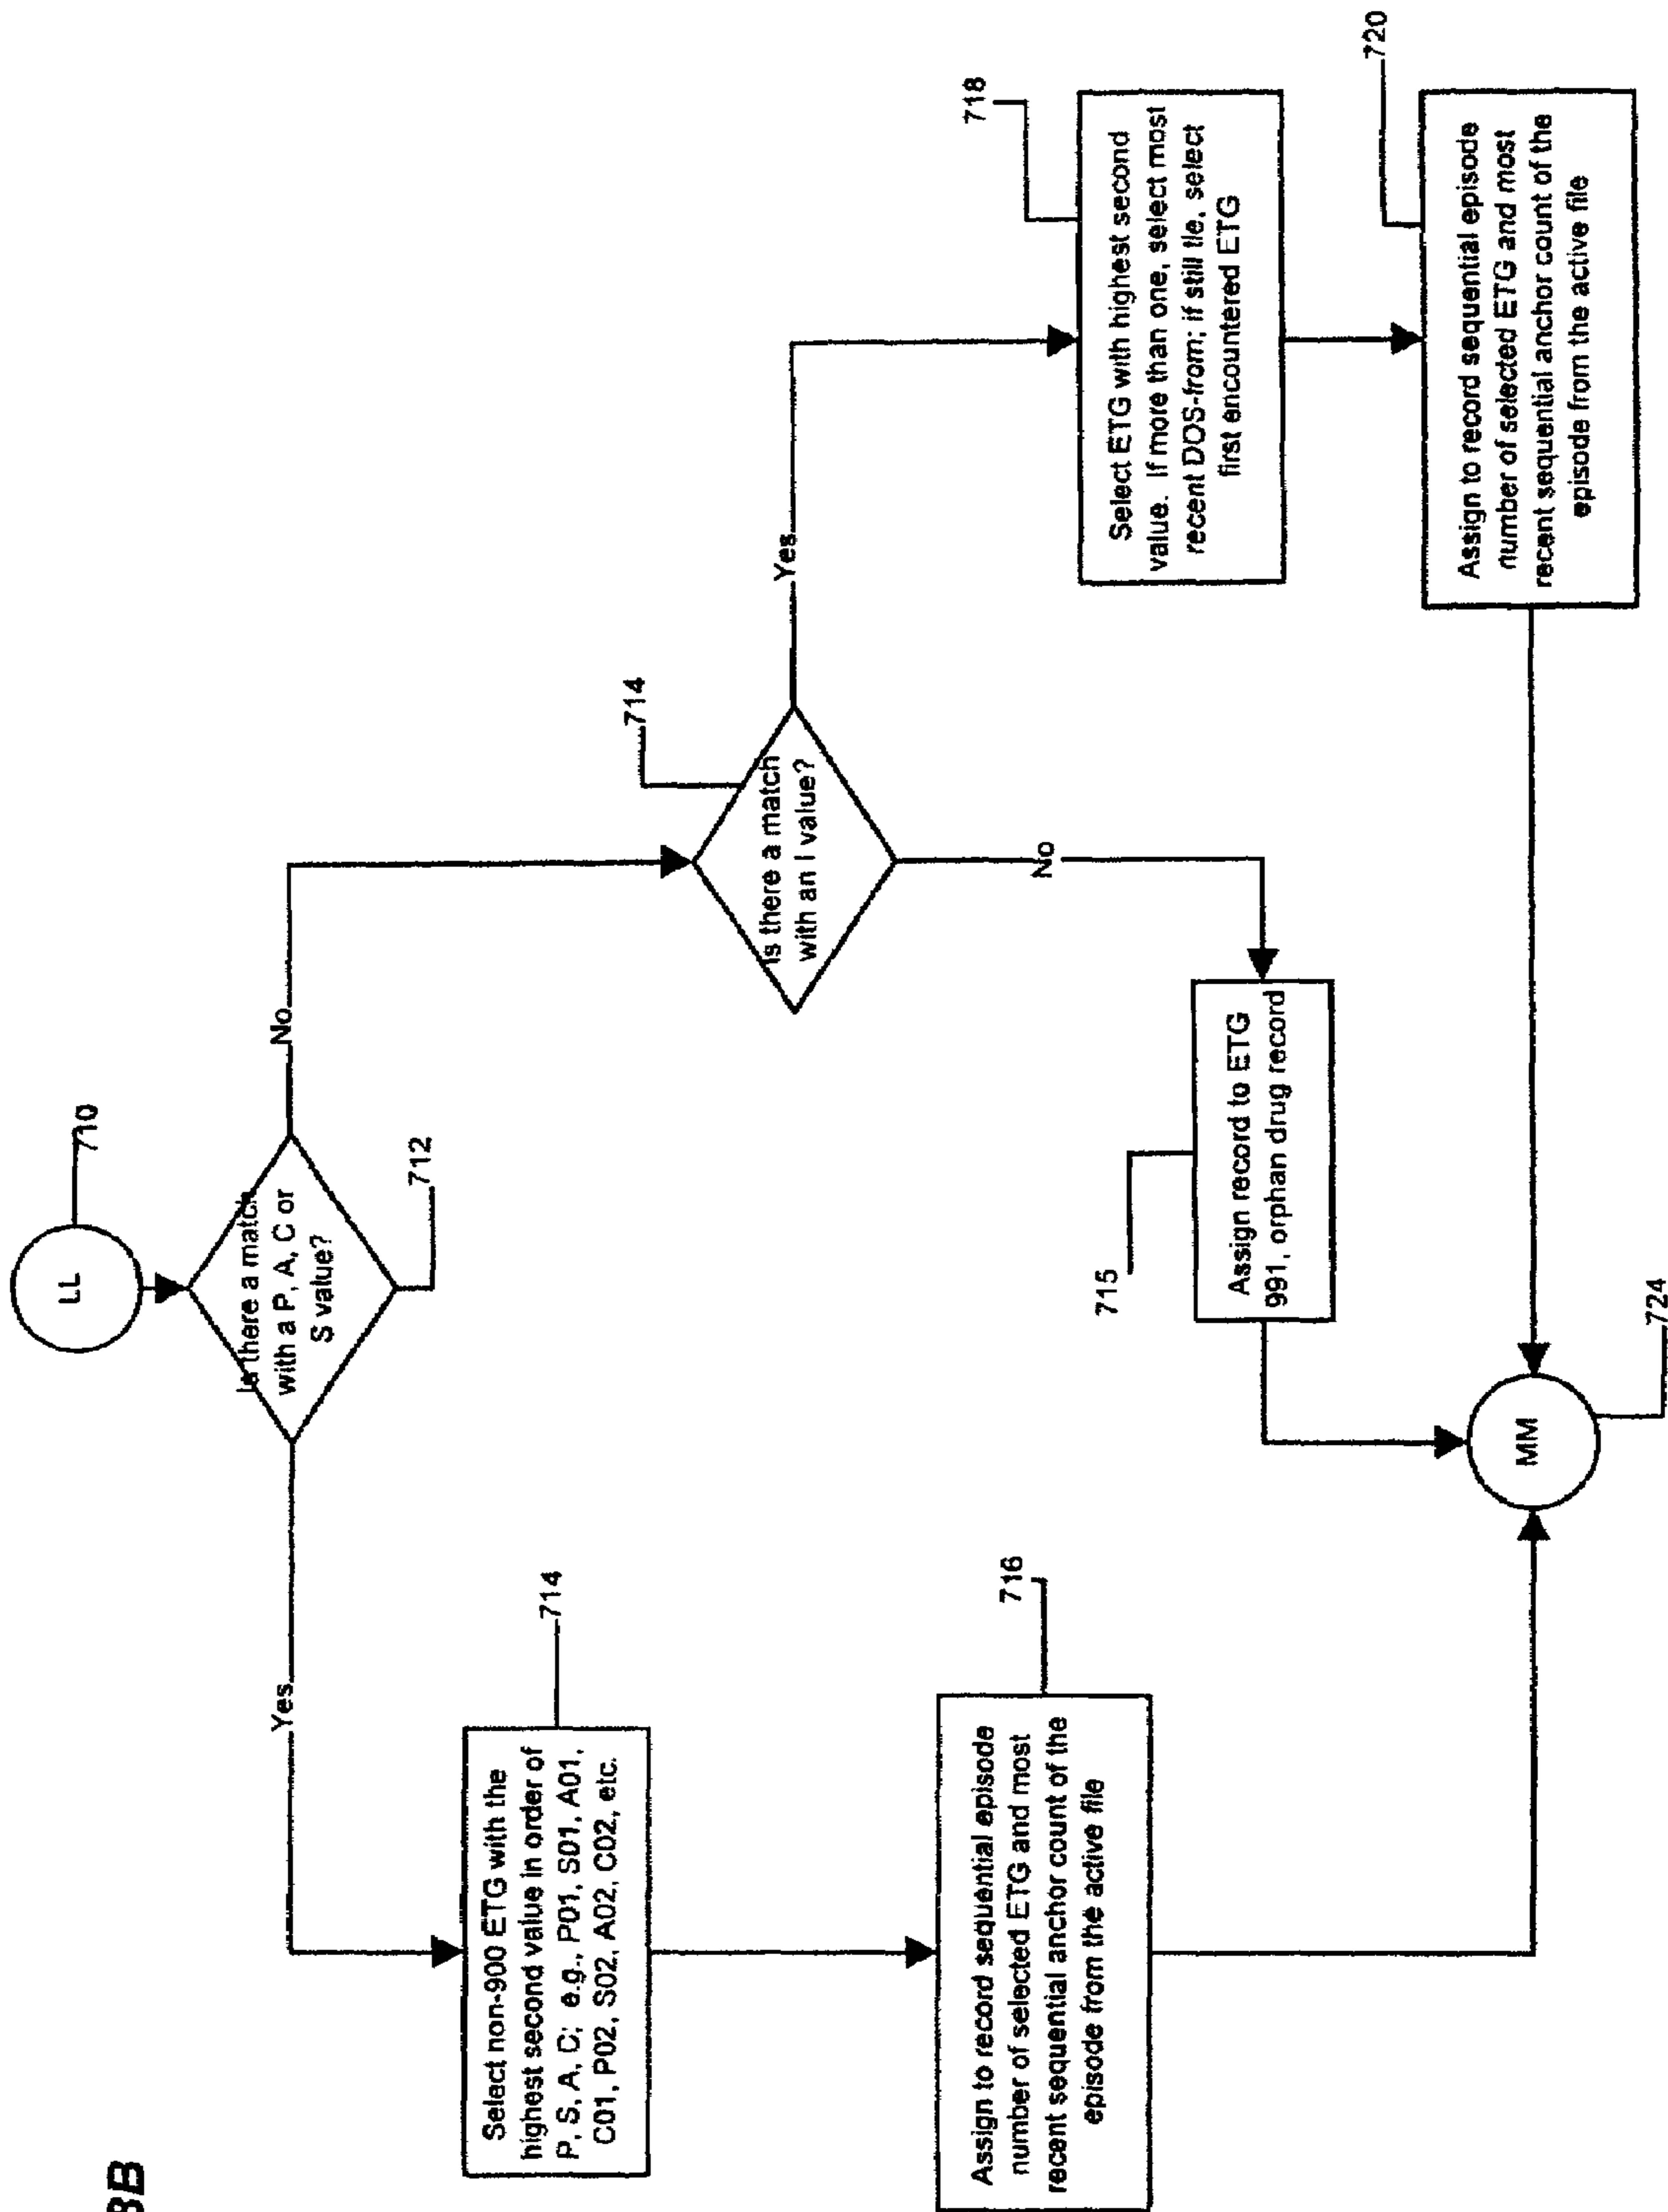 8B
LL
710
Is there a match
with a P, A, C or
S value?
712
Yes
No
Select non-900 ETG with the
highest second value in order of
P, S, A, C; e.g., P01, S01, A01,
C01, P02, S02, A02, C02, etc.
714
Is there a match
with an I value?
714
Yes
No
Assign to record sequential episode
number of selected ETG and most
recent sequential anchor count of the
episode from the active file
716
Assign record to ETG
991, orphan drug record
715
Select ETG with highest second
value. If more than one, select most
recent DOS-from; if still tie, select
first encountered ETG
718
Assign to record sequential episode
number of selected ETG and most
recent sequential anchor count of the
episode from the active file
720
MM
724